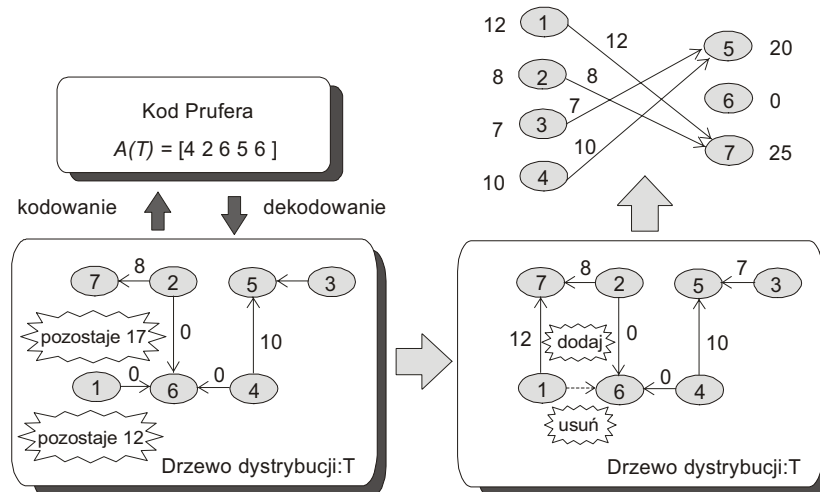 Kod Prufera
A(T) = [4 2 6 5 6 ]
kodowanie
dekodowanie
7 8 2 5 3
0
10
pozostaje 17
1 0 6 0 4
pozostaje 12
Drzewo dystrybucji:T
12 1 12
5 20
8 2 8
6 0
7 3 7
7 25
10 4 10
7 8 2 5 7 3
12 dodaj 0 10
1 6 0 4
usuń
Drzewo dystrybucji:T